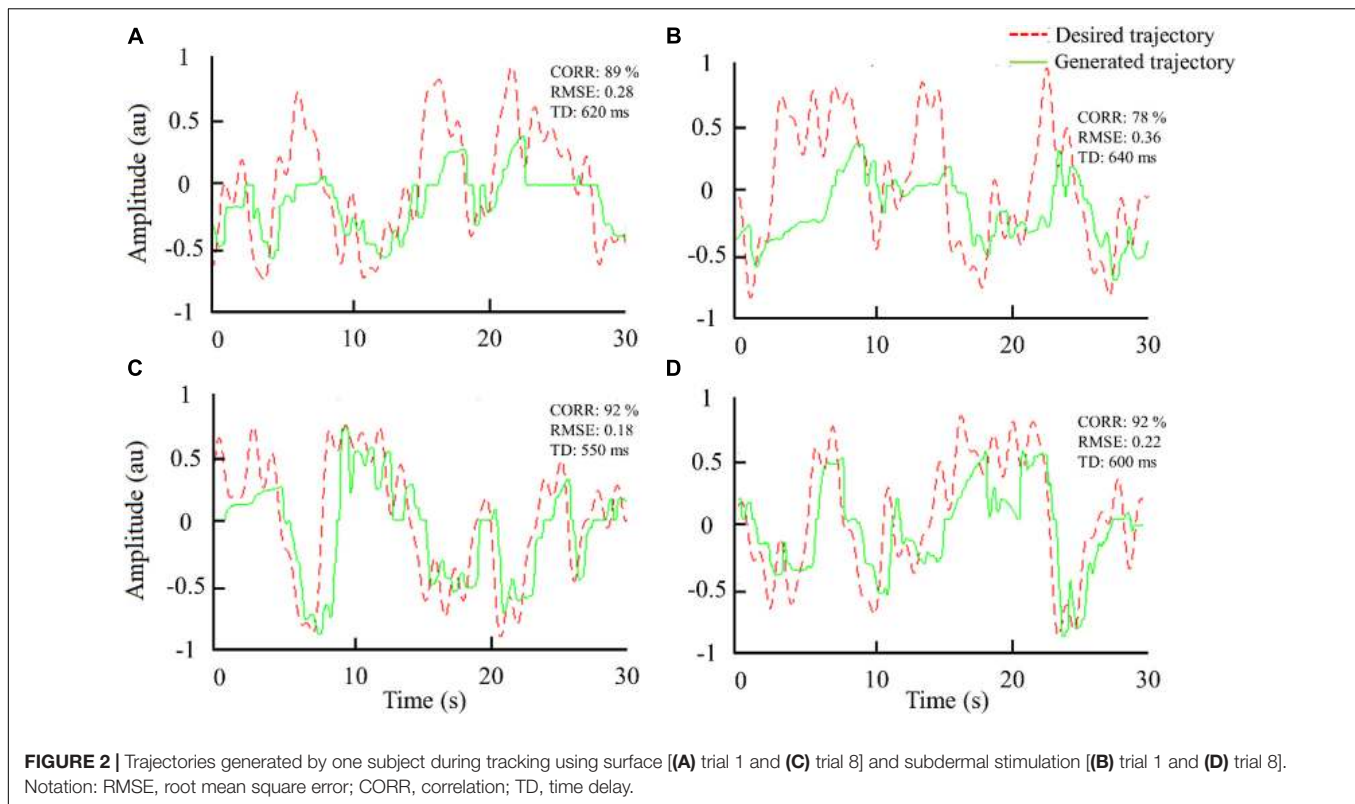 A
B
Desired trajectory
Generated trajectory
CORR: 89 %
RMSE: 0.28
TD: 620 ms
CORR: 78 %
RMSE: 0.36
TD: 640 ms
Amplitude (au)
1
0.5
0
-0.5
-1
0
10
20
30
1
0.5
0
-0.5
-1
0
10
20
30
C
D
CORR: 92 %
RMSE: 0.18
TD: 550 ms
CORR: 92 %
RMSE: 0.22
TD: 600 ms
Amplitude (au)
1
0.5
0
-0.5
-1
0
10
20
30
Time (s)
1
0.5
0
-0.5
-1
0
10
20
30
Time (s)
FIGURE 2 | Trajectories generated by one subject during tracking using surface [(A) trial 1 and (C) trial 8] and subdermal stimulation [(B) trial 1 and (D) trial 8].
Notation: RMSE, root mean square error; CORR, correlation; TD, time delay.